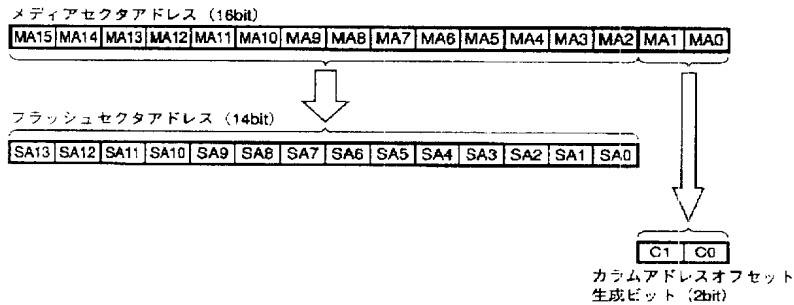 メディアセクタアドレス (16bit)
MA15 MA14 MA13 MA12 MA11 MA10 MA9 MA8 MA7 MA6 MA5 MA4 MA3 MA2 MA1 MA0
フラッシュセクタアドレス (14bit)
SA13 SA12 SA11 SA10 SA9 SA8 SA7 SA6 SA5 SA4 SA3 SA2 SA1 SA0
C1 C0
カラムアドレスオフセット
生成ビット (2bit)